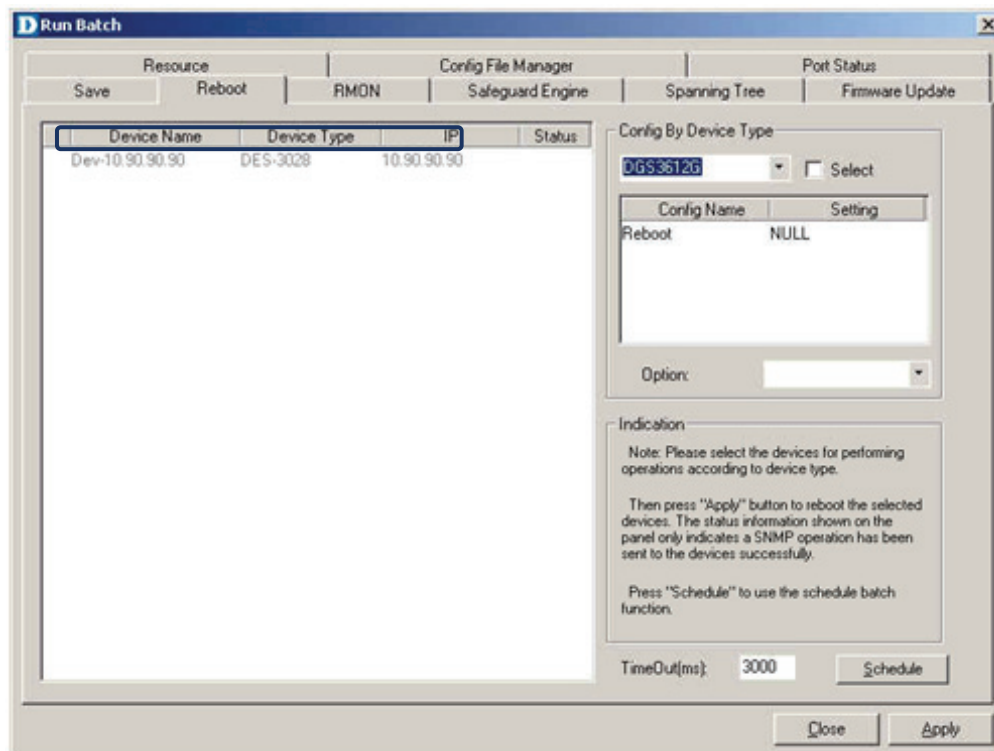 D Run Batch
Resource Config File Manager Port Status
Save Reboot RMON Safeguard Engine Spanning Tree Firmware Update
Device Name Device Type IP Status
Dev-10.90.90.90 DES-3028 10.90.90.90
Config By Device Type
DGS3612G Select
Config Name Setting
Reboot NULL
Option:
Indication
Note: Please select the devices for performing
operations according to device type.
Then press "Apply" button to reboot the selected
devices. The status information shown on the
panel only indicates a SNMP operation has been
sent to the devices successfully.
Press "Schedule" to use the schedule batch
function.
TimeOut(ms): 3000 Schedule
Close Apply